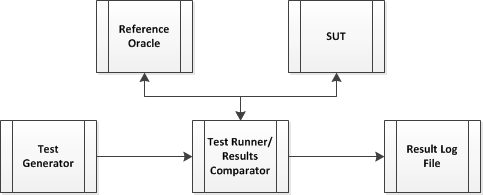 Reference
Oracle
SUT
Test
Generator
Test Runner/
Results
Comparator
Result Log
File